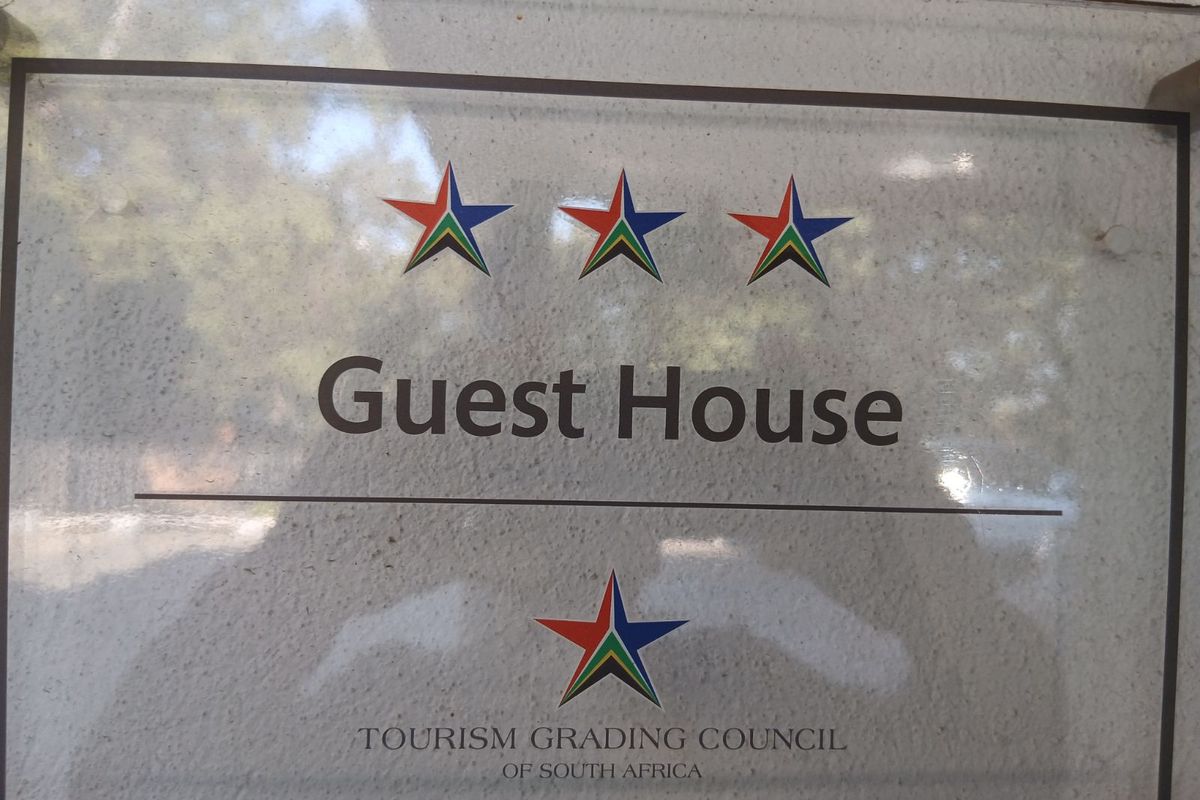 Guest House
TOURISM GRADING COUNCIL
OF SOUTH AFRICA